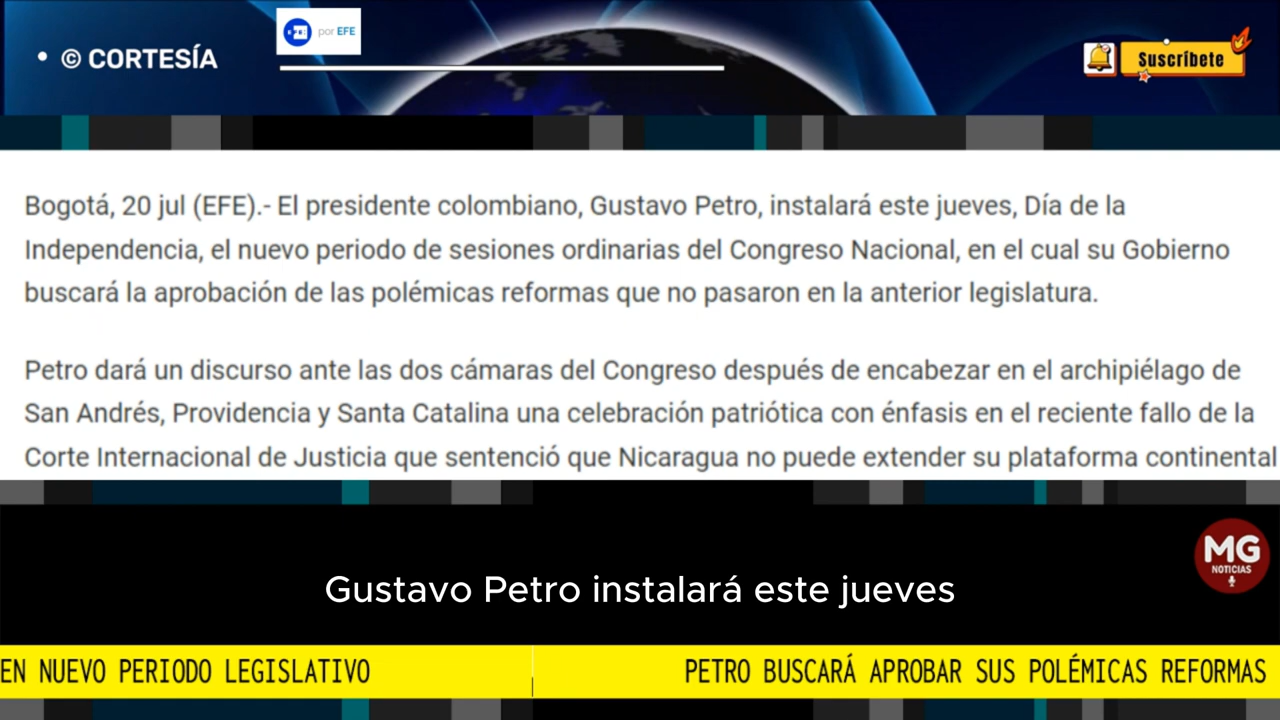 • © CORTESÍA
EFE:
por EFE
Suscríbete
Bogotá, 20 jul (EFE).- El presidente colombiano, Gustavo Petro, instalará este jueves, Día de la
Independencia, el nuevo periodo de sesiones ordinarias del Congreso Nacional, en el cual su Gobierno
buscará la aprobación de las polémicas reformas que no pasaron en la anterior legislatura.
Petro dará un discurso ante las dos cámaras del Congreso después de encabezar en el archipiélago de
San Andrés, Providencia y Santa Catalina una celebración patriótica con énfasis en el reciente fallo de la
Corte Internacional de Justicia que sentenció que Nicaragua no puede extender su plataforma continental
MG
NOTICIAS
Gustavo Petro instalará este jueves
EN NUEVO PERIODO LEGISLATIVO
PETRO BUSCARÁ APROBAR SUS POLÉMICAS REFORMAS